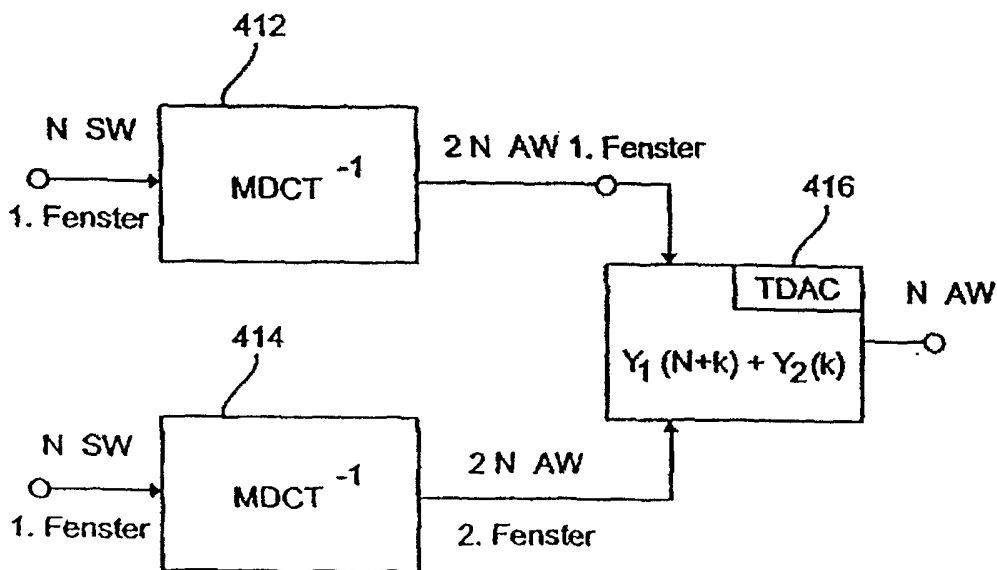 412
N SW
1. Fenster
MDCT -1
2 N AW 1. Fenster
416
TDAC
N AW
Y1 (N+k) + Y2(k)
414
N SW
1. Fenster
MDCT -1
2 N AW
2. Fenster